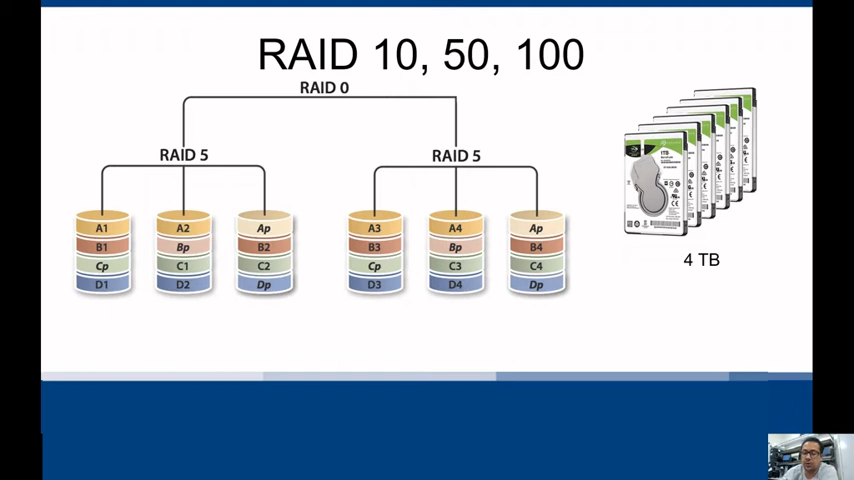 RAID 10, 50, 100
RAID 0
RAID 5
RAID 5
A1 A2 Ap A3 A4 Ap
B1 Bp B2 B3 Bp B4
Cp C1 C2 Cp C3 C4
D1 D2 Dp D3 D4 Dp
1TB
4 TB